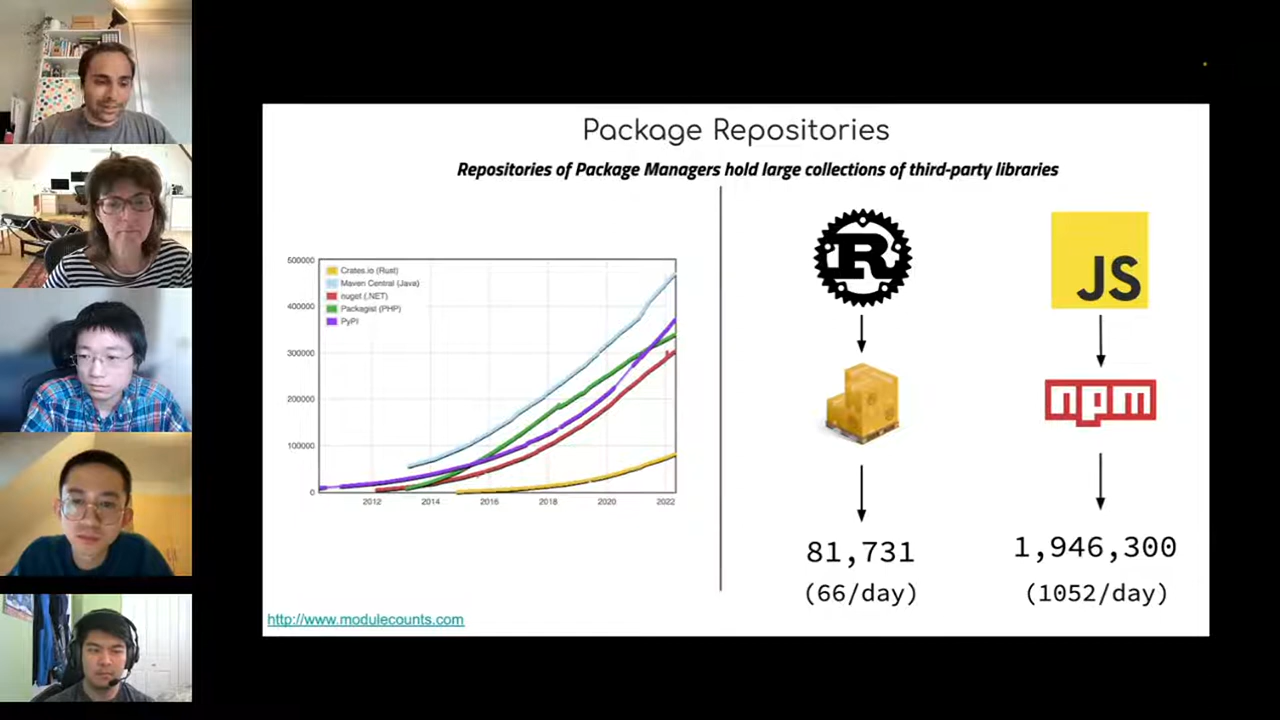 Package Repositories
Repositories of Package Managers hold large collections of third-party libraries
500000
400000
300000
200000
100000
0
Crates.io (Rust)
Maven Central (Java)
nuget (.NET)
Packagist (PHP)
PyPI
2012 2014 2016 2018 2020 2022
R
JS
npm
81,731
1,946,300
(66/day)
(1052/day)
http://www.modulecounts.com